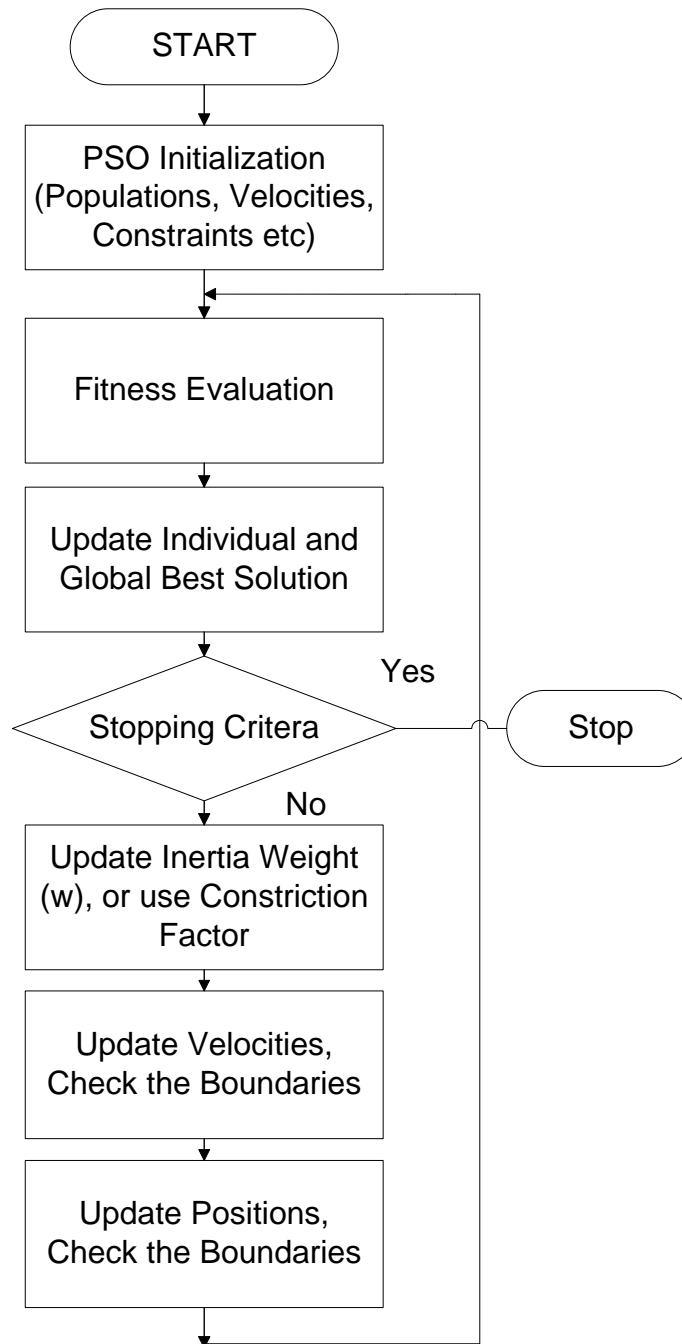 START
PSO Initialization
(Populations, Velocities,
Constraints etc)
Fitness Evaluation
Update Individual and
Global Best Solution
Yes
Stopping Critera
Stop
No
Update Inertia Weight
(w), or use Constriction
Factor
Update Velocities,
Check the Boundaries
Update Positions,
Check the Boundaries